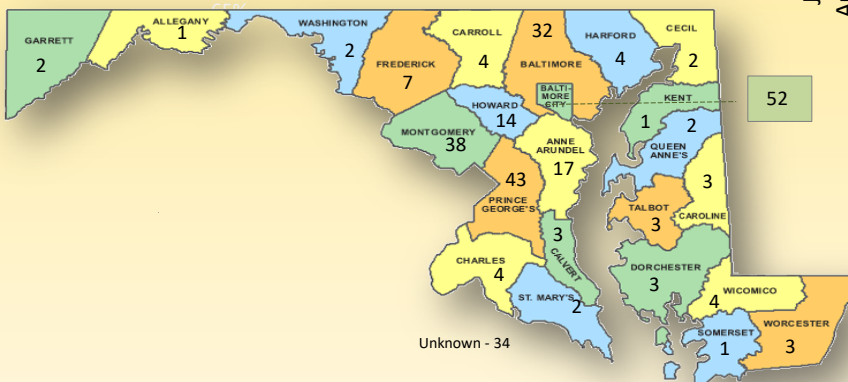 GARRETT
2
ALLEGANY
1
WASHINGTON
2
FREDERICK
7
CARROLL
4
32
BALTIMORE
HARFORD
4
CECIL
2
BALTI-
MORE
CITY
52
KENT
1
HOWARD
14
MONTGOMERY
38
2
QUEEN
ANNE'S
ANNE
ARUNDEL
17
43
PRINCE
GEORGE'S
3
CAROLINE
TALBOT
3
3
CALVERT
CHARLES
4
ST. MARY'S
2
DORCHESTER
3
4
WICOMICO
SOMERSET
1
WORCESTER
3
Unknown - 34